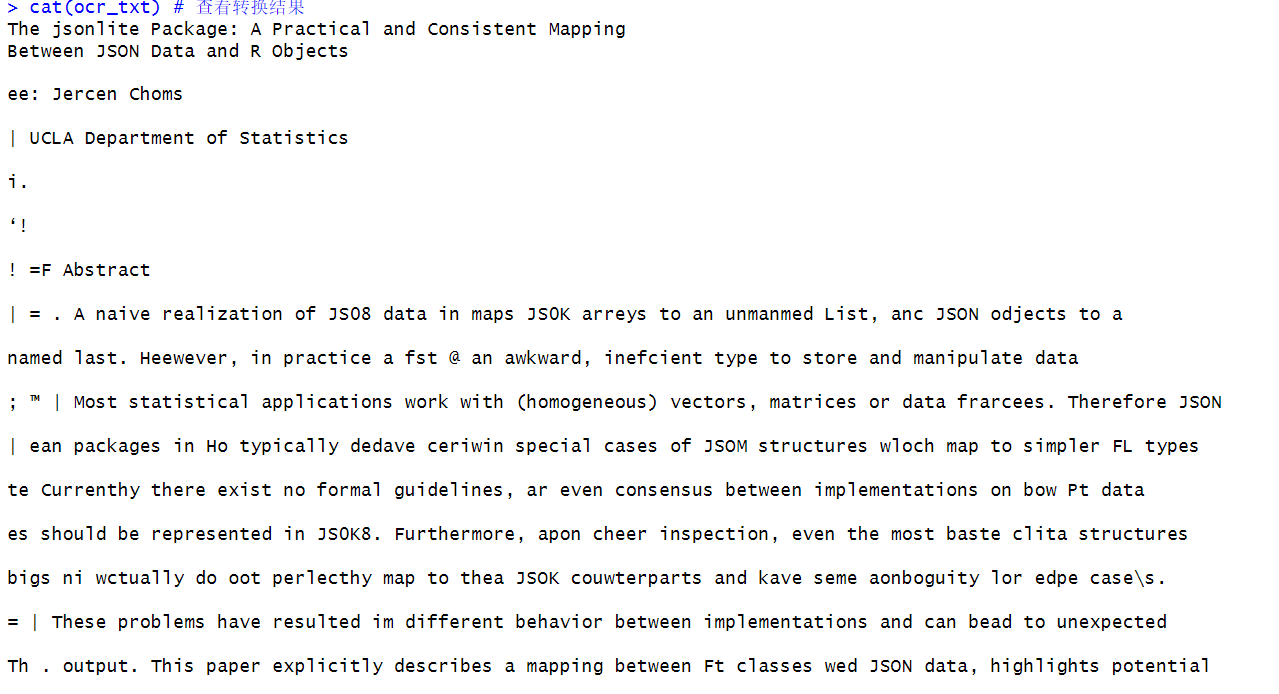 > cat(ocr_txt) # 查看转换结果
The jsonlite Package: A Practical and Consistent Mapping
Between JSON Data and R Objects
ee: Jercen Choms
| UCLA Department of Statistics
i.
‘!
! =F Abstract
| = . A naive realization of JSO8 data in maps JSOK arreys to an unmanmed List, anc JSON odjects to a
named last. Heewever, in practice a fst @ an awkward, inefcient type to store and manipulate data
; ™ | Most statistical applications work with (homogeneous) vectors, matrices or data frarcees. Therefore JSON
| ean packages in Ho typically dedave ceriwin special cases of JSOM structures wloch map to simpler FL types
te Currenthy there exist no formal guidelines, ar even consensus between implementations on bow Pt data
es should be represented in JSOK8. Furthermore, apon cheer inspection, even the most baste clita structures
bigs ni wctually do oot perlecthy map to thea JSOK couwterparts and kave seme aonboguity lor edpe case\s.
= | These problems have resulted im different behavior between implementations and can bead to unexpected
Th . output. This paper explicitly describes a mapping between Ft classes wed JSON data, highlights potential